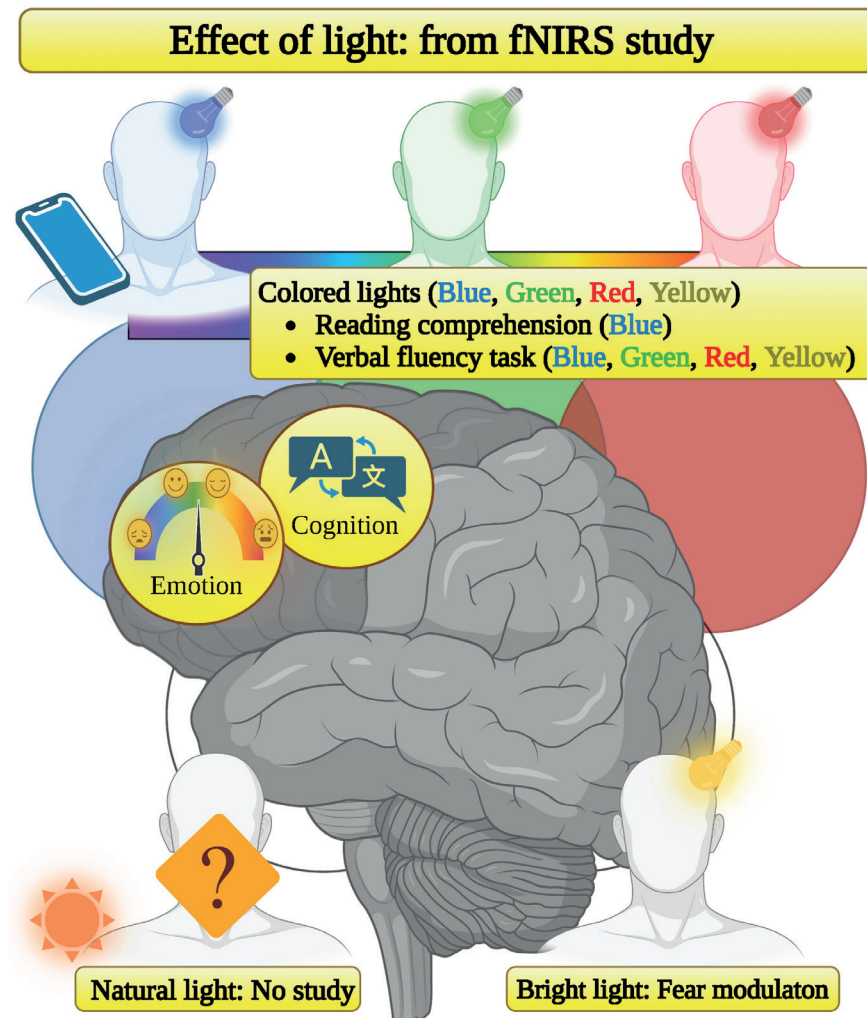 Effect of light: from fNIRS study
Colored lights (Blue, Green, Red, Yellow)
• Reading comprehension (Blue)
• Verbal fluency task (Blue, Green, Red, Yellow)
A
文
Cognition
Emotion
?
Natural light: No study
Bright light: Fear modulaton